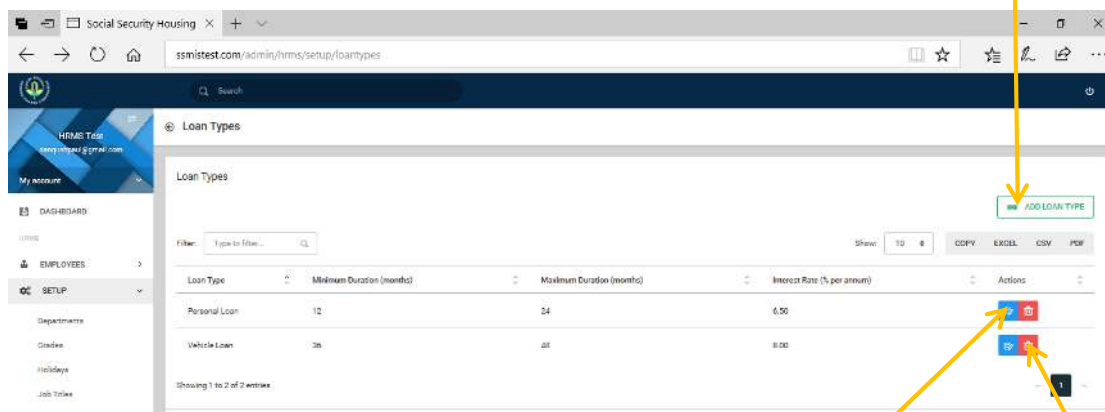 Social Security Housing
ssmistest.com/admin/hrms/setup/loantypes
Search
HRMS Test
My account
Loan Types
Loan Types
DASHBOARD
ADD LOAN TYPE
HRMS
Filter: Type to filter...
Show: 10
COPY EXCEL CSV PDF
EMPLOYEES
SETUP
Loan Type Minimum Duration (months) Maximum Duration (months) Interest Rate (% per annum) Actions
Personal Loan 12 24 6.50
Departments
Grades
Vehicle Loan 36 48 8.00
Holidays
Showing 1 to 2 of 2 entries
1
Job Titles